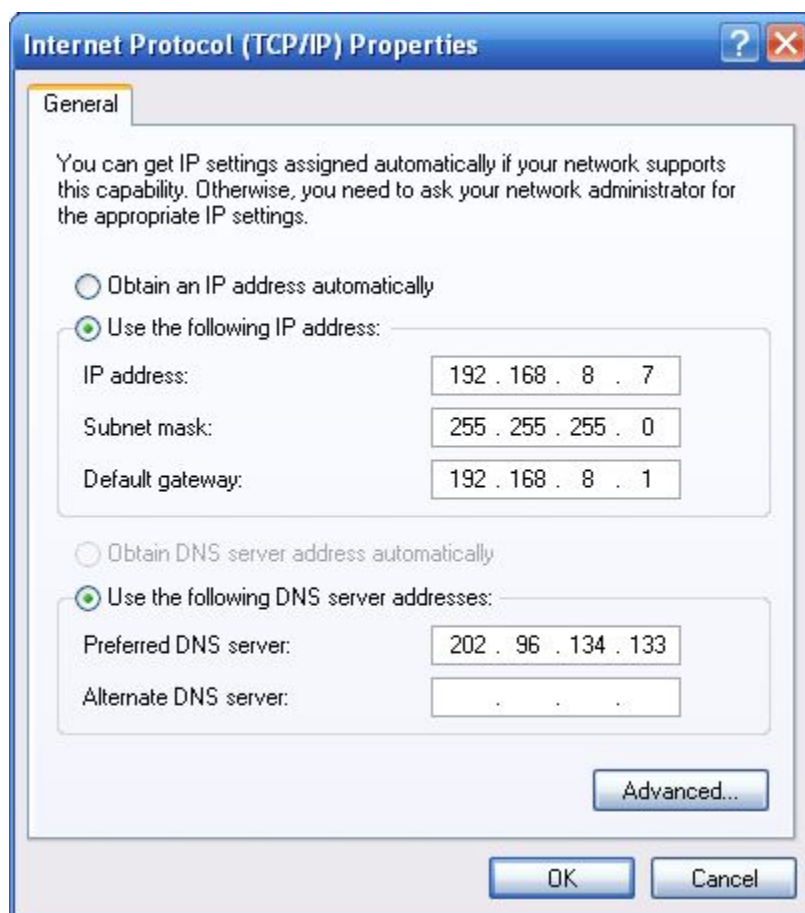 Internet Protocol (TCP/IP) Properties
General
You can get IP settings assigned automatically if your network supports
this capability. Otherwise, you need to ask your network administrator for
the appropriate IP settings.
Obtain an IP address automatically
Use the following IP address:
IP address: 192 . 168 . 8 . 7
Subnet mask: 255 . 255 . 255 . 0
Default gateway: 192 . 168 . 8 . 1
Obtain DNS server address automatically
Use the following DNS server addresses:
Preferred DNS server: 202 . 96 . 134 . 133
Alternate DNS server: . . .
Advanced...
OK Cancel